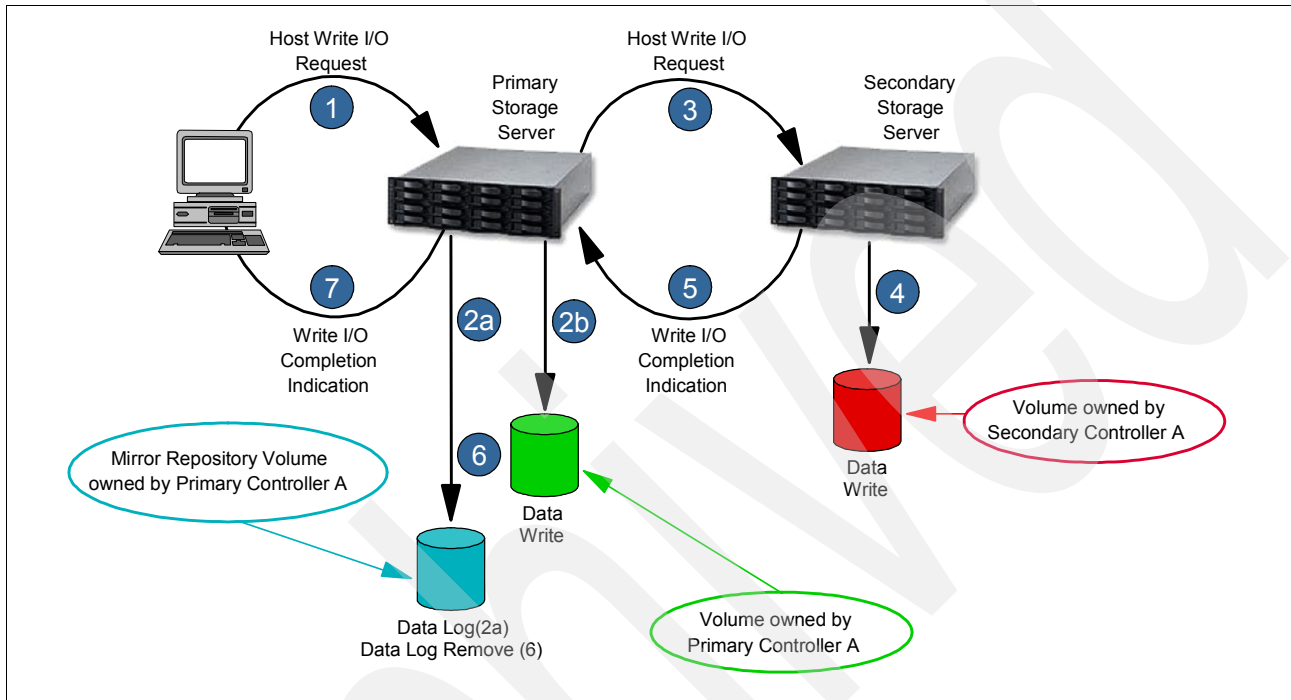 Host Write I/O
Request
1
Primary
Storage
Server
Host Write I/O
Request
3
Secondary
Storage
Server
7
Write I/O
Completion
Indication
2a
2b
5
Write I/O
Completion
Indication
4
Mirror Repository Volume
owned by Primary Controller A
6
Data
Write
Data
Write
Volume owned by
Secondary Controller A
Data Log(2a)
Data Log Remove (6)
Volume owned by
Primary Controller A